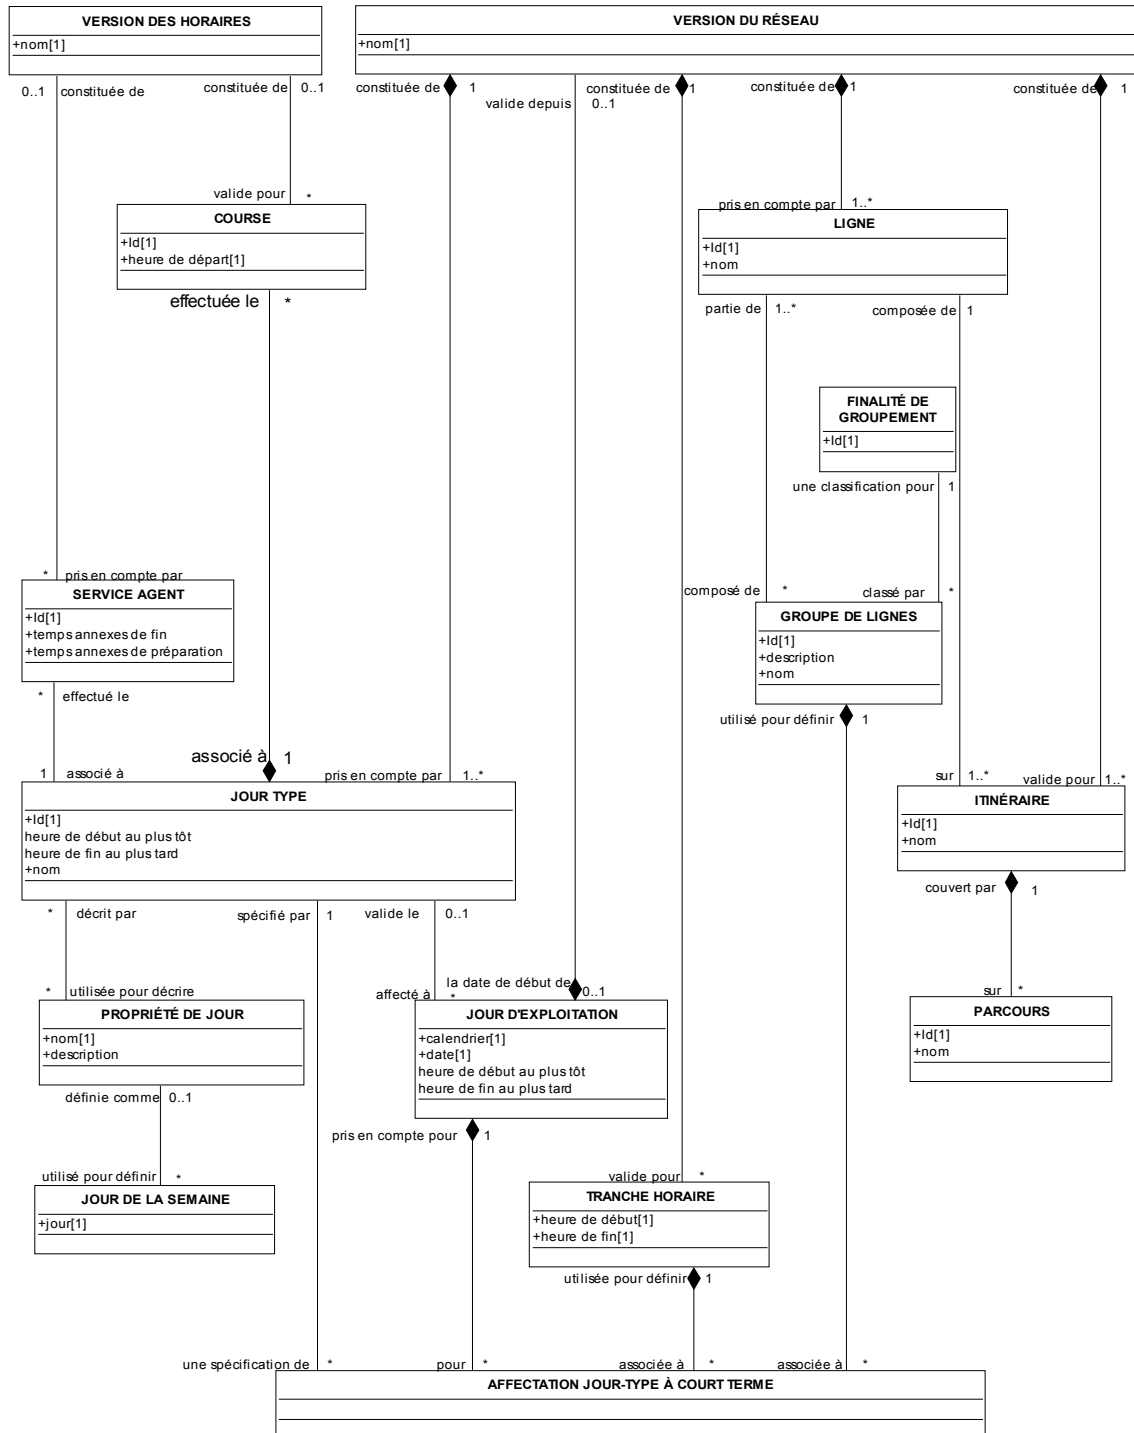 VERSION DES HORAIRES
+nom[1]
VERSION DU RÉSEAU
+nom[1]
0..1 constituée de
constituée de 0..1
constituée de 1
valide depuis 0..1
constituée de 1
constituée de 1
constituée de 1
valide pour *
pris en compte par 1..*
COURSE
+Id[1]
+heure de départ[1]
LIGNE
+Id[1]
+nom
effectuée le *
partie de 1..*
composée de 1
FINALITÉ DE
GROUPEMENT
+Id[1]
une classification pour 1
* pris en compte par
composé de *
classé par *
SERVICE AGENT
+Id[1]
+temps annexes de fin
+temps annexes de préparation
GROUPE DE LIGNES
+Id[1]
+description
+nom
* effectué le
utilisé pour définir 1
associé à 1
1 associé à
pris en compte par 1..*
sur 1..*
valide pour 1..*
JOUR TYPE
+Id[1]
heure de début au plus tôt
heure de fin au plus tard
+nom
ITINÉRAIRE
+Id[1]
+nom
couvert par 1
* décrit par
spécifié par 1
valide le 0..1
* utilisée pour décrire
affecté à *
la date de début de 0..1
sur *
PROPRIÉTÉ DE JOUR
+nom[1]
+description
JOUR D'EXPLOITATION
+calendrier[1]
+date[1]
heure de début au plus tôt
heure de fin au plus tard
PARCOURS
+Id[1]
+nom
définie comme 0..1
pris en compte pour 1
utilisé pour définir *
valide pour *
JOUR DE LA SEMAINE
+jour[1]
TRANCHE HORAIRE
+heure de début[1]
+heure de fin[1]
utilisée pour définir 1
une spécification de *
pour *
associée à *
associée à *
AFFECTATION JOUR-TYPE À COURT TERME